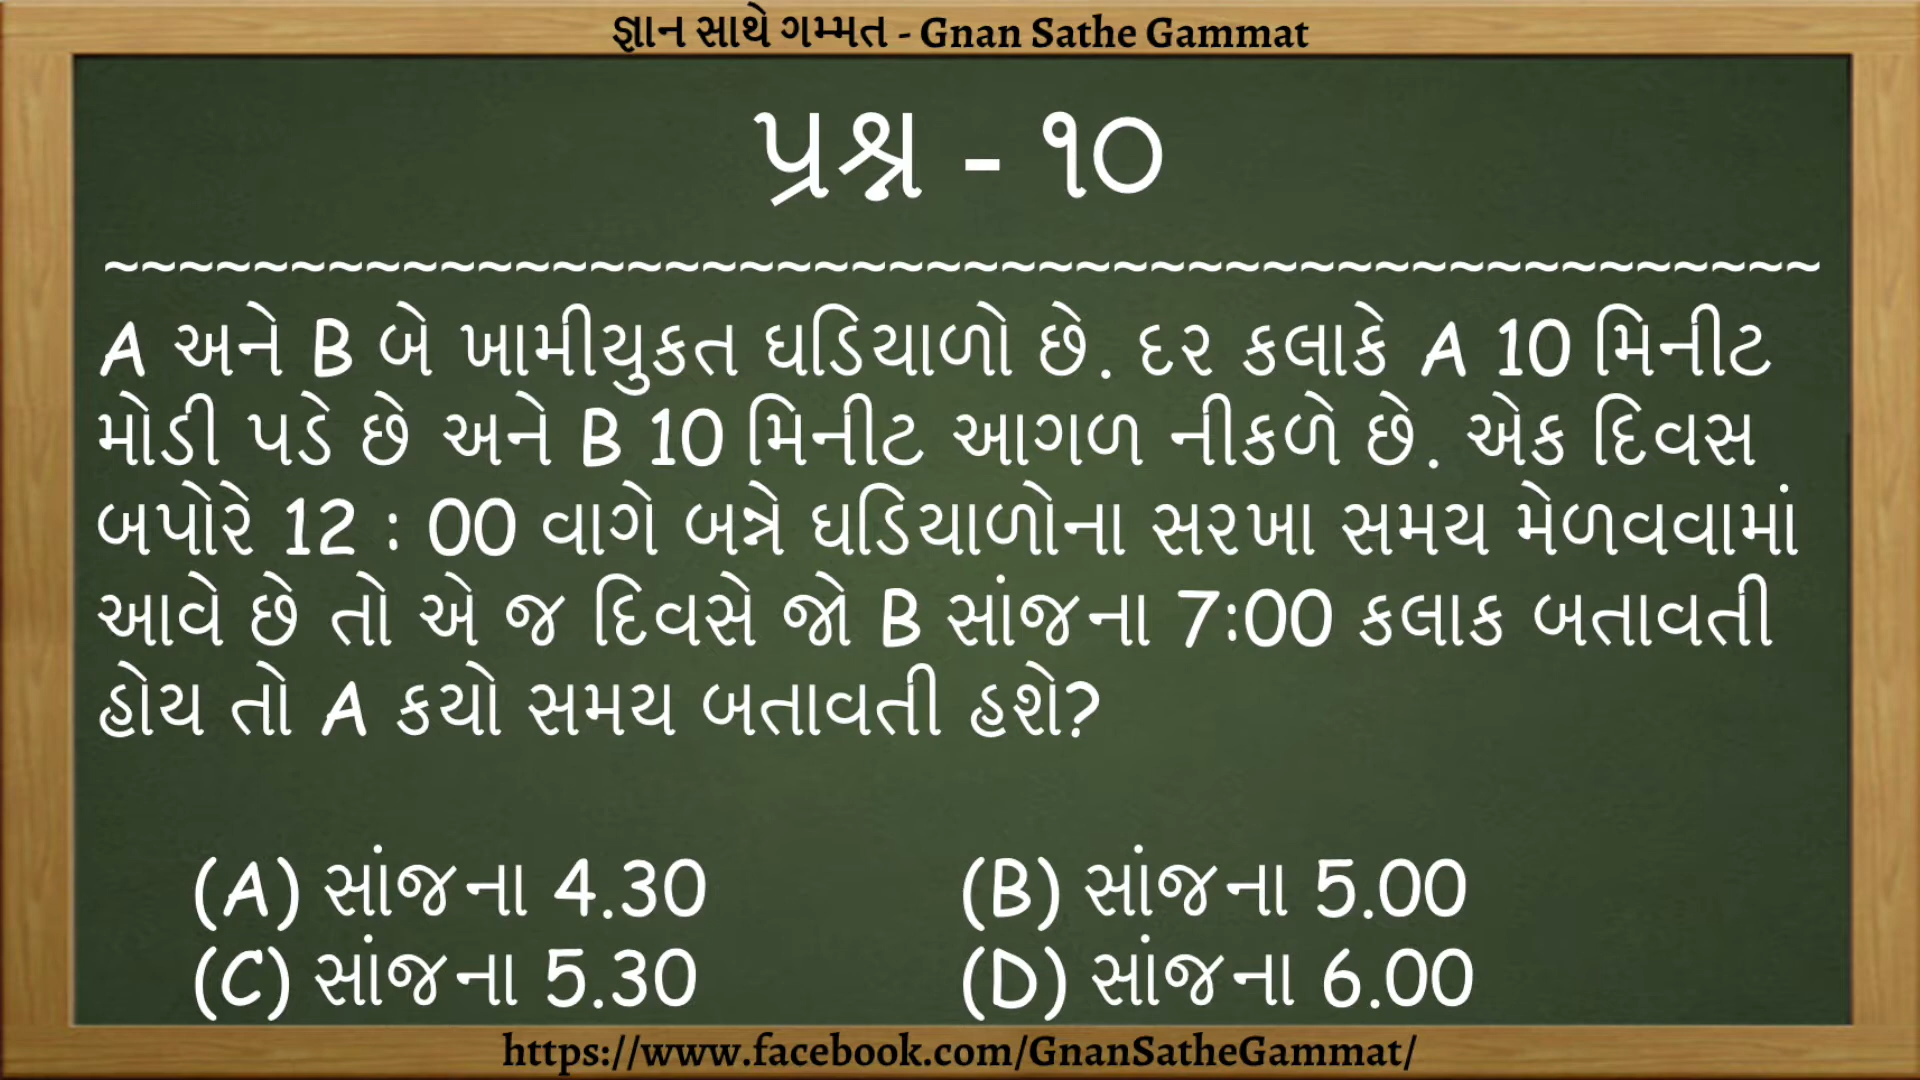 જ્ઞાન સાથે ગમ્મત - Gnan Sathe Gammat
પ્રશ્ન - ૧૦
~~~~~~~~~~~~~~~~~~~~~~~~~~~~~~~~~~~~~~~~~~~~~~
A અને B બે ખામીયુકત ઘડિયાળો છે. દર કલાકે A 10 મિનીટ
મોડી પડે છે અને B 10 મિનીટ આગળ નીકળે છે. એક દિવસ
બપોરે 12 : 00 વાગે બન્ને ઘડિયાળોના સરખા સમય મેળવવામાં
આવે છે તો એ જ દિવસે જો B સાંજના 7:00 કલાક બતાવતી
હોય તો A કયો સમય બતાવતી હશે?
(A) સાંજના 4.30 (B) સાંજના 5.00
(C) સાંજના 5.30 (D) સાંજના 6.00
https://www.facebook.com/GnanSatheGammat/